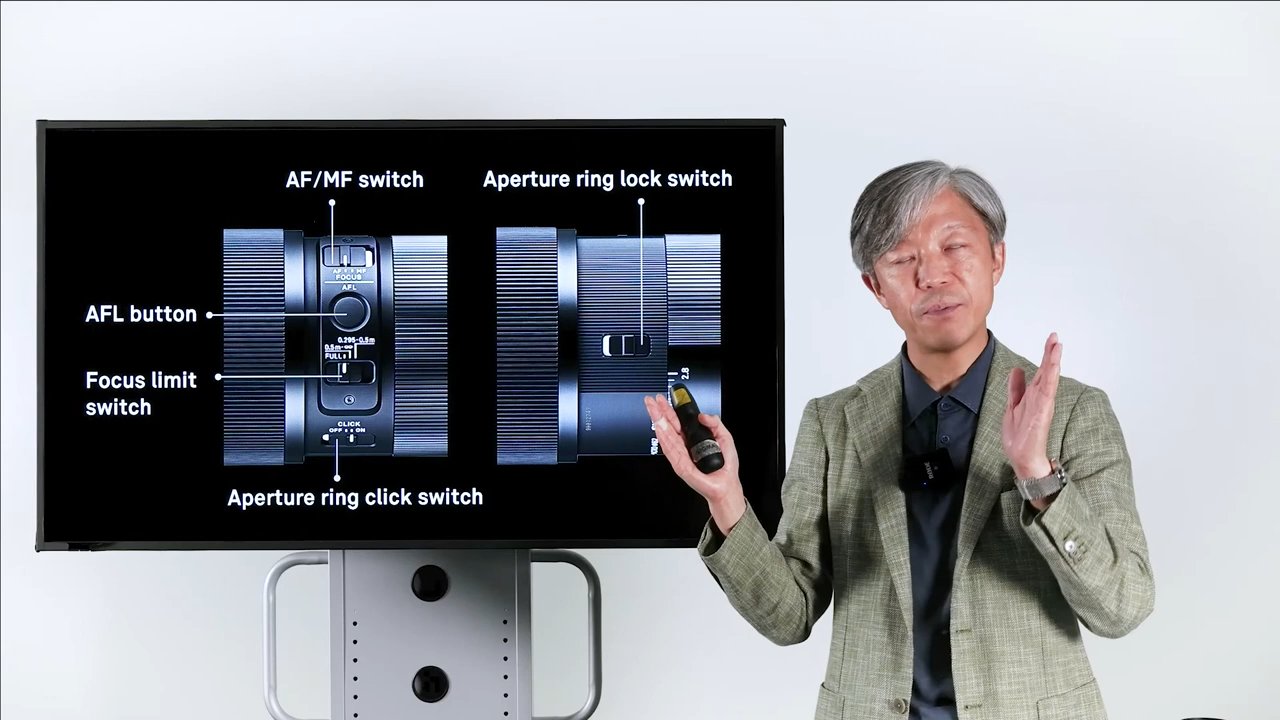 AF/MF switch
Aperture ring lock switch
AF MF
FOCUS
AFL
AFL button
0.295-0.5m
0.5m-∞
FULL
Focus limit
switch
2.8
CLICK
OFF ON
Aperture ring click switch